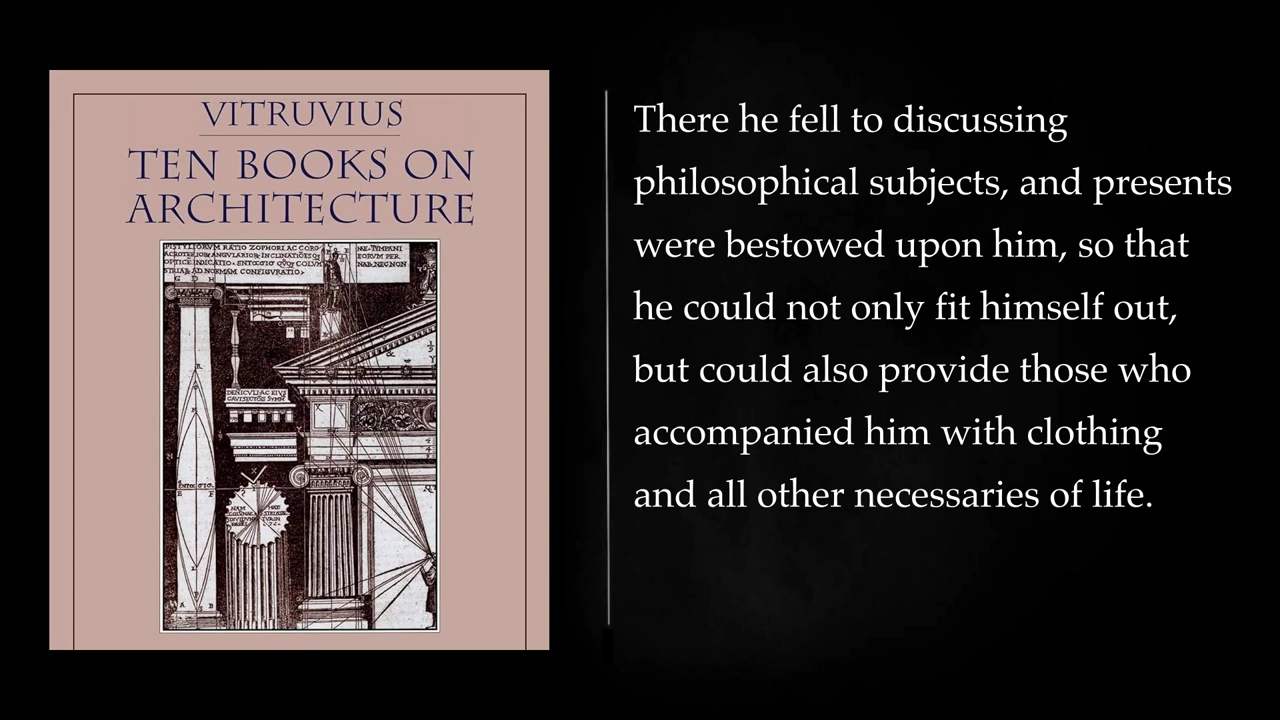 VITRUVIUS
TEN BOOKS ON
ARCHITECTURE
There he fell to discussing
philosophical subjects, and presents
were bestowed upon him, so that
he could not only fit himself out,
but could also provide those who
accompanied him with clothing
and all other necessaries of life.